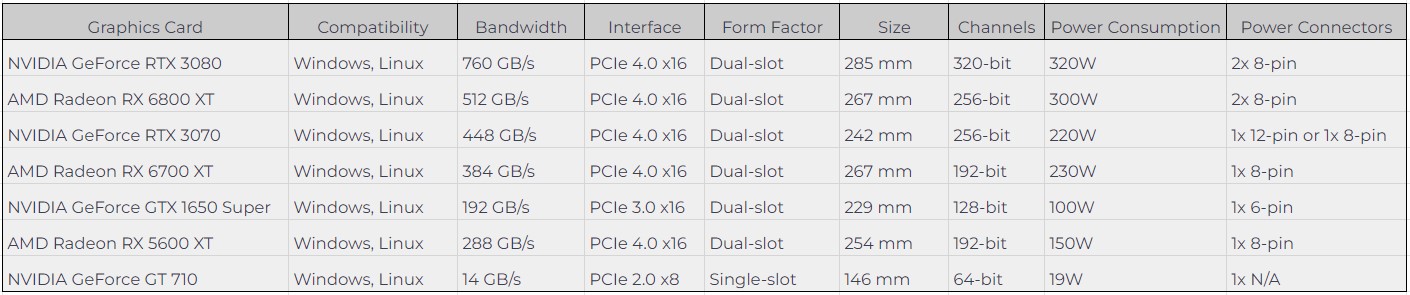 Graphics Card Compatibility Bandwidth Interface Form Factor Size Channels Power Consumption Power Connectors
NVIDIA GeForce RTX 3080 Windows, Linux 760 GB/s PCIe 4.0 x16 Dual-slot 285 mm 320-bit 320W 2x 8-pin
AMD Radeon RX 6800 XT Windows, Linux 512 GB/s PCIe 4.0 x16 Dual-slot 267 mm 256-bit 300W 2x 8-pin
NVIDIA GeForce RTX 3070 Windows, Linux 448 GB/s PCIe 4.0 x16 Dual-slot 242 mm 256-bit 220W 1x 12-pin or 1x 8-pin
AMD Radeon RX 6700 XT Windows, Linux 384 GB/s PCIe 4.0 x16 Dual-slot 267 mm 192-bit 230W 1x 8-pin
NVIDIA GeForce GTX 1650 Super Windows, Linux 192 GB/s PCIe 3.0 x16 Dual-slot 229 mm 128-bit 100W 1x 6-pin
AMD Radeon RX 5600 XT Windows, Linux 288 GB/s PCIe 4.0 x16 Dual-slot 254 mm 192-bit 150W 1x 8-pin
NVIDIA GeForce GT 710 Windows, Linux 14 GB/s PCIe 2.0 x8 Single-slot 146 mm 64-bit 19W 1x N/A